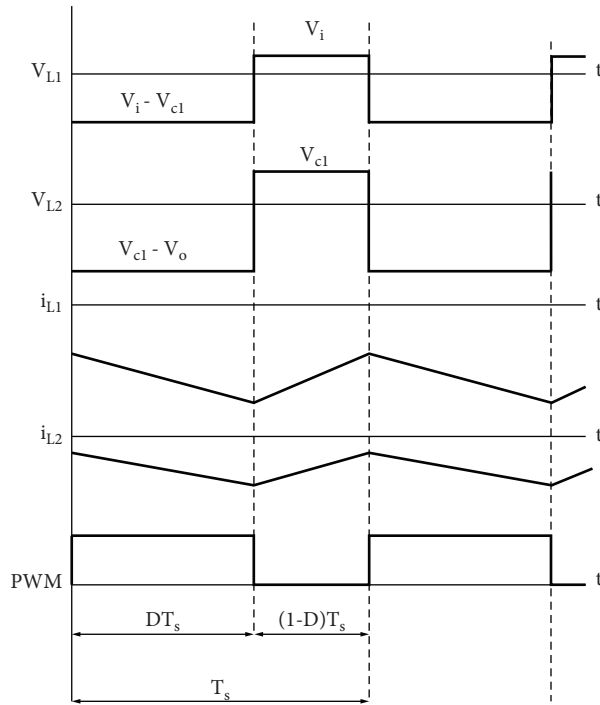 V_i
V_L1 t
V_i - V_c1
V_c1
V_L2 t
V_c1 - V_o
i_L1 t
i_L2 t
PWM t
DT_s (1-D)T_s
T_s